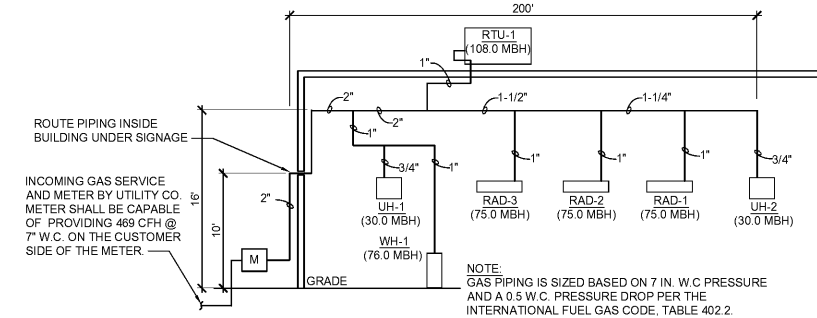 200'
RTU-1
(108.0 MBH)
1"
2"
2"
1-1/2"
1-1/4"
ROUTE PIPING INSIDE
BUILDING UNDER SIGNAGE
1"
3/4"
1"
1"
1"
1"
3/4"
INCOMING GAS SERVICE
AND METER BY UTILITY CO.
METER SHALL BE CAPABLE
OF PROVIDING 469 CFH @
7" W.C. ON THE CUSTOMER
SIDE OF THE METER.
16'
10'
2"
M
UH-1
(30.0 MBH)
RAD-3
(75.0 MBH)
RAD-2
(75.0 MBH)
RAD-1
(75.0 MBH)
UH-2
(30.0 MBH)
WH-1
(76.0 MBH)
GRADE
NOTE:
GAS PIPING IS SIZED BASED ON 7 IN. W.C PRESSURE
AND A 0.5 W.C. PRESSURE DROP PER THE
INTERNATIONAL FUEL GAS CODE, TABLE 402.2.